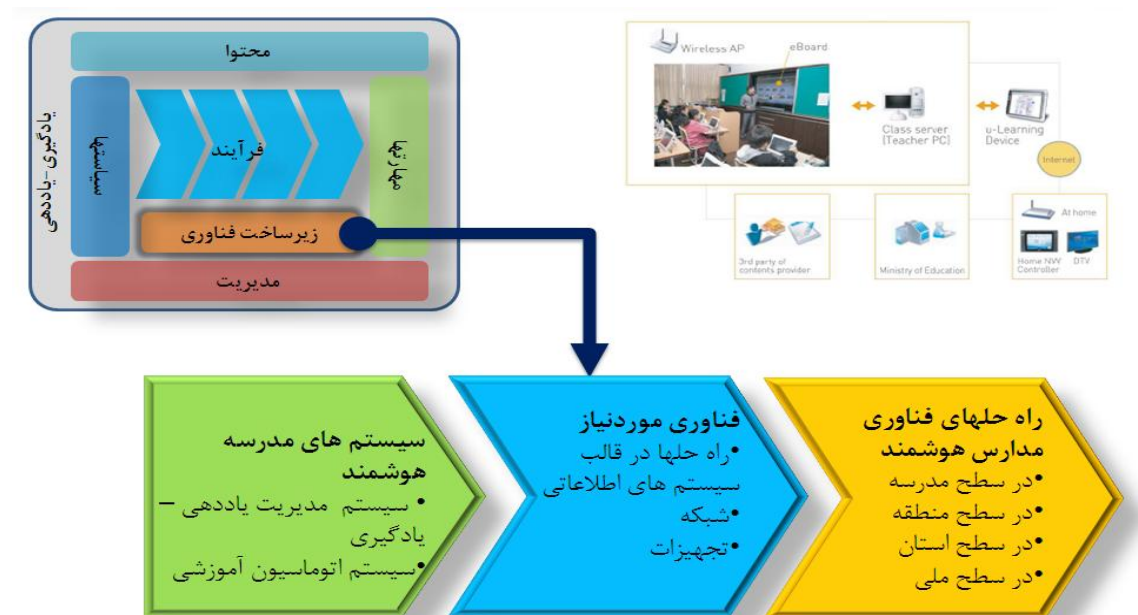 محتوا
یادگیری-یاددهی
سیاستها
فرآیند
مهارتها
زیرساخت فناوری
مدیریت
Wireless AP
eBoard
Class server
(Teacher PC)
u-Learning
Device
Internet
3rd party of
contents provider
Ministry of Education
At home
Home N/W
Controller
DTV
راه حلهای فناوری
مدارس هوشمند
•در سطح مدرسه
•در سطح منطقه
•در سطح استان
•در سطح ملی
فناوری موردنیاز
•راه حلها در قالب
سیستم های اطلاعاتی
•شبکه
•تجهیزات
سیستم های مدرسه
هوشمند
• سیستم مدیریت یاددهی –
یادگیری
•سیستم اتوماسیون آموزشی